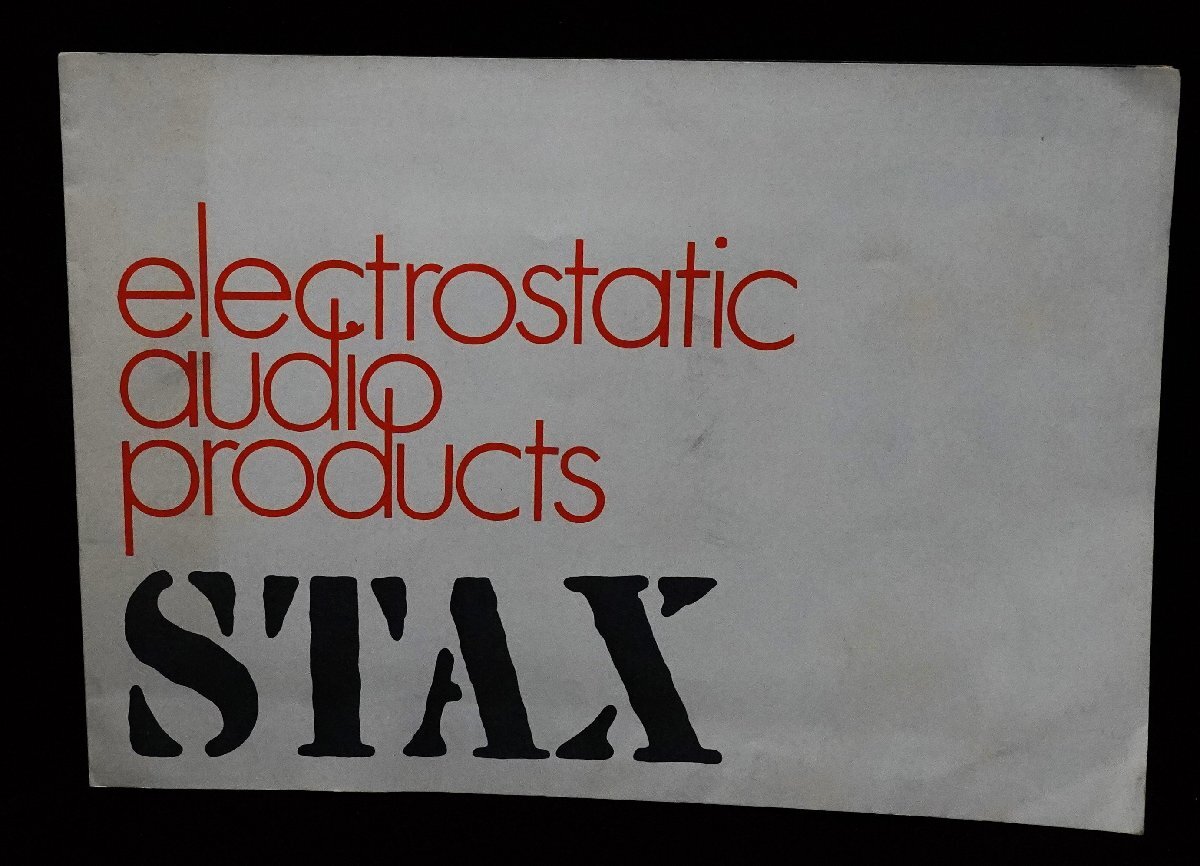 electrostatic
audio
products
STAX